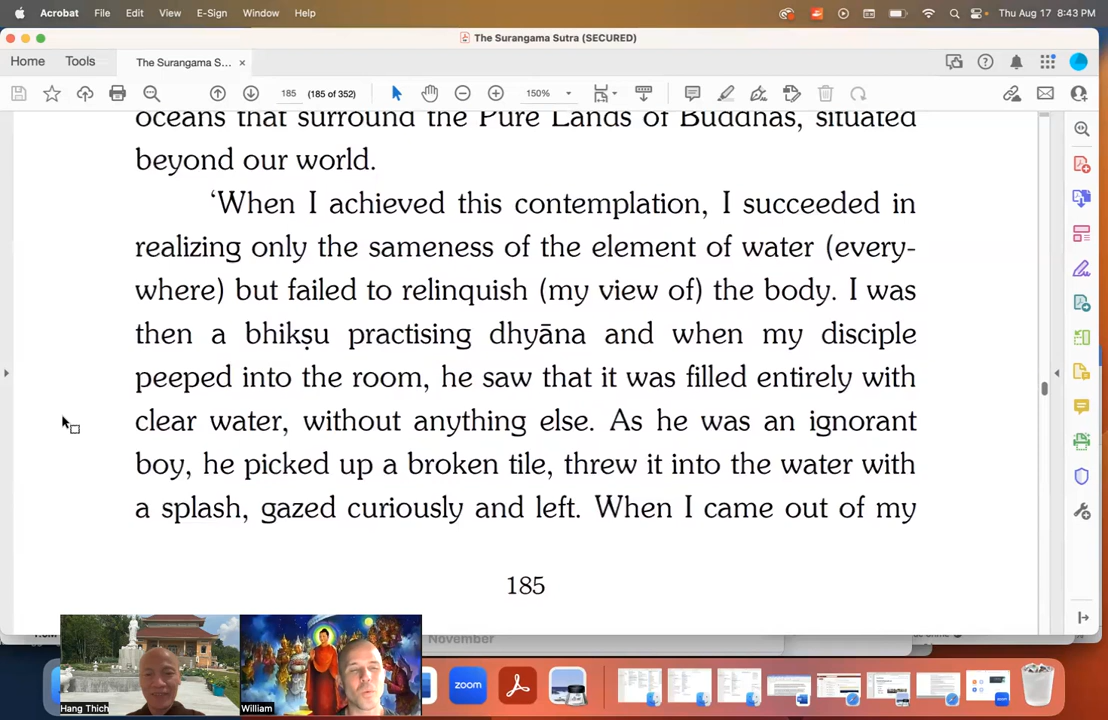 Acrobat File Edit View E-Sign Window Help Thu Aug 17 8:43 PM
The Surangama Sutra (SECURED)
Home Tools The Surangama S... ×
185 (185 of 352) 150%
oceans that surround the Pure Lands of Buddhas, situated
beyond our world.
‘When I achieved this contemplation, I succeeded in
realizing only the sameness of the element of water (every-
where) but failed to relinquish (my view of) the body. I was
then a bhikṣu practising dhyāna and when my disciple
peeped into the room, he saw that it was filled entirely with
clear water, without anything else. As he was an ignorant
boy, he picked up a broken tile, threw it into the water with
a splash, gazed curiously and left. When I came out of my
185
November
Hang Thich William
zoom